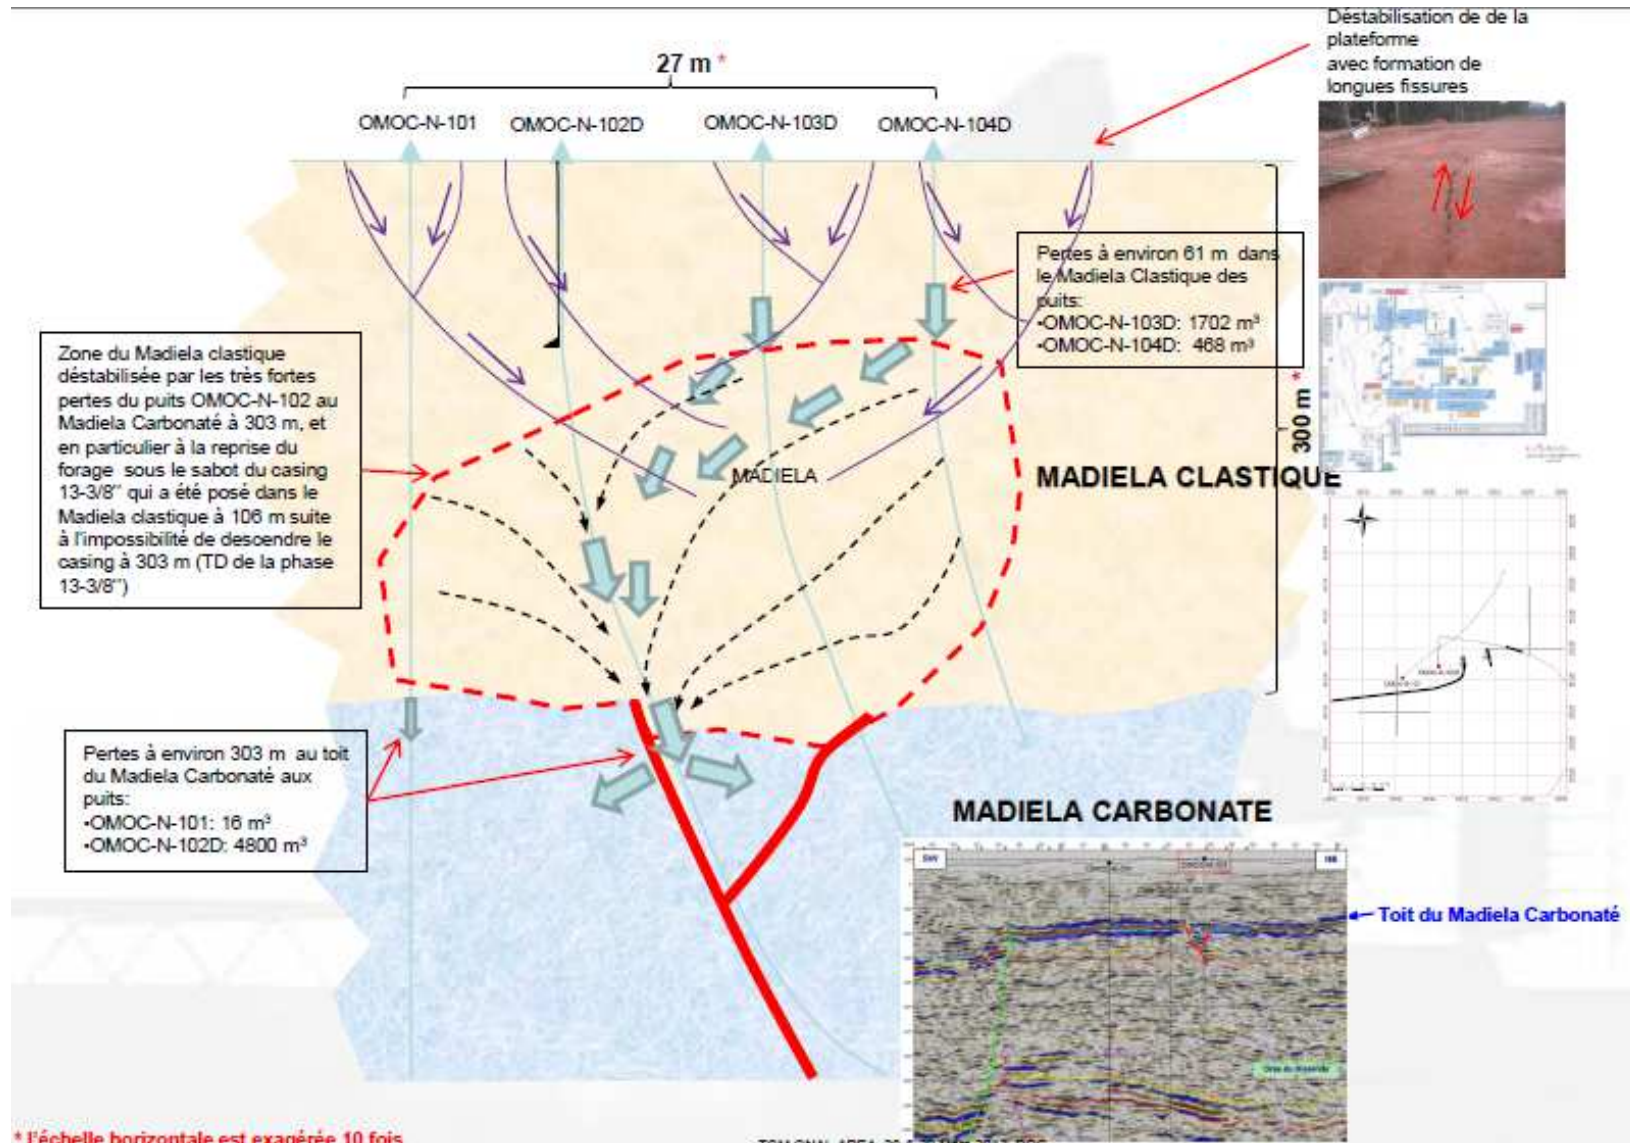 Déstabilisation de de la
plateforme
avec formation de
longues fissures
27 m *
OMOC-N-101
OMOC-N-102D
OMOC-N-103D
OMOC-N-104D
Pertes à environ 61 m dans
le Madiela Clastique des
puits:
•OMOC-N-103D: 1702 m³
•OMOC-N-104D: 468 m³
Zone du Madiela clastique
déstabilisée par les très fortes
pertes du puits OMOC-N-102 au
Madiela Carbonaté à 303 m, et
en particulier à la reprise du
forage sous le sabot du casing
13-3/8" qui a été posé dans le
Madiela clastique à 106 m suite
à l'impossibilité de descendre le
casing à 303 m (TD de la phase
13-3/8")
300 m *
MADIELA
MADIELA CLASTIQUE
Pertes à environ 303 m au toit
du Madiela Carbonaté aux
puits:
•OMOC-N-101: 16 m³
•OMOC-N-102D: 4800 m³
MADIELA CARBONATE
SW
NE
Toit du Madiela Carbonaté
* l'échelle horizontale est exagérée 10 fois